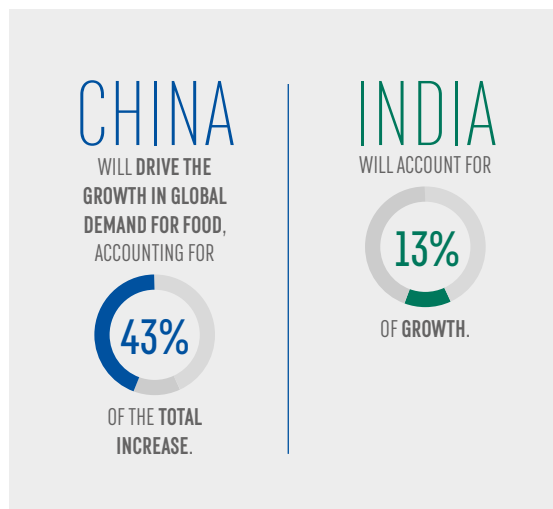 CHINA
WILL DRIVE THE
GROWTH IN GLOBAL
DEMAND FOR FOOD,
ACCOUNTING FOR
43%
OF THE TOTAL
INCREASE.
INDIA
WILL ACCOUNT FOR
13%
OF GROWTH.